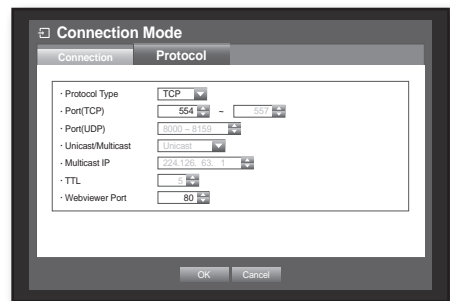 Connection Mode
Connection Protocol
· Protocol Type TCP
· Port(TCP) 554 ~ 557
· Port(UDP) 8000 ~ 8159
· Unicast/Multicast Unicast
· Multicast IP 224.126. 63. 1
· TTL 5
· Webviewer Port 80
OK Cancel